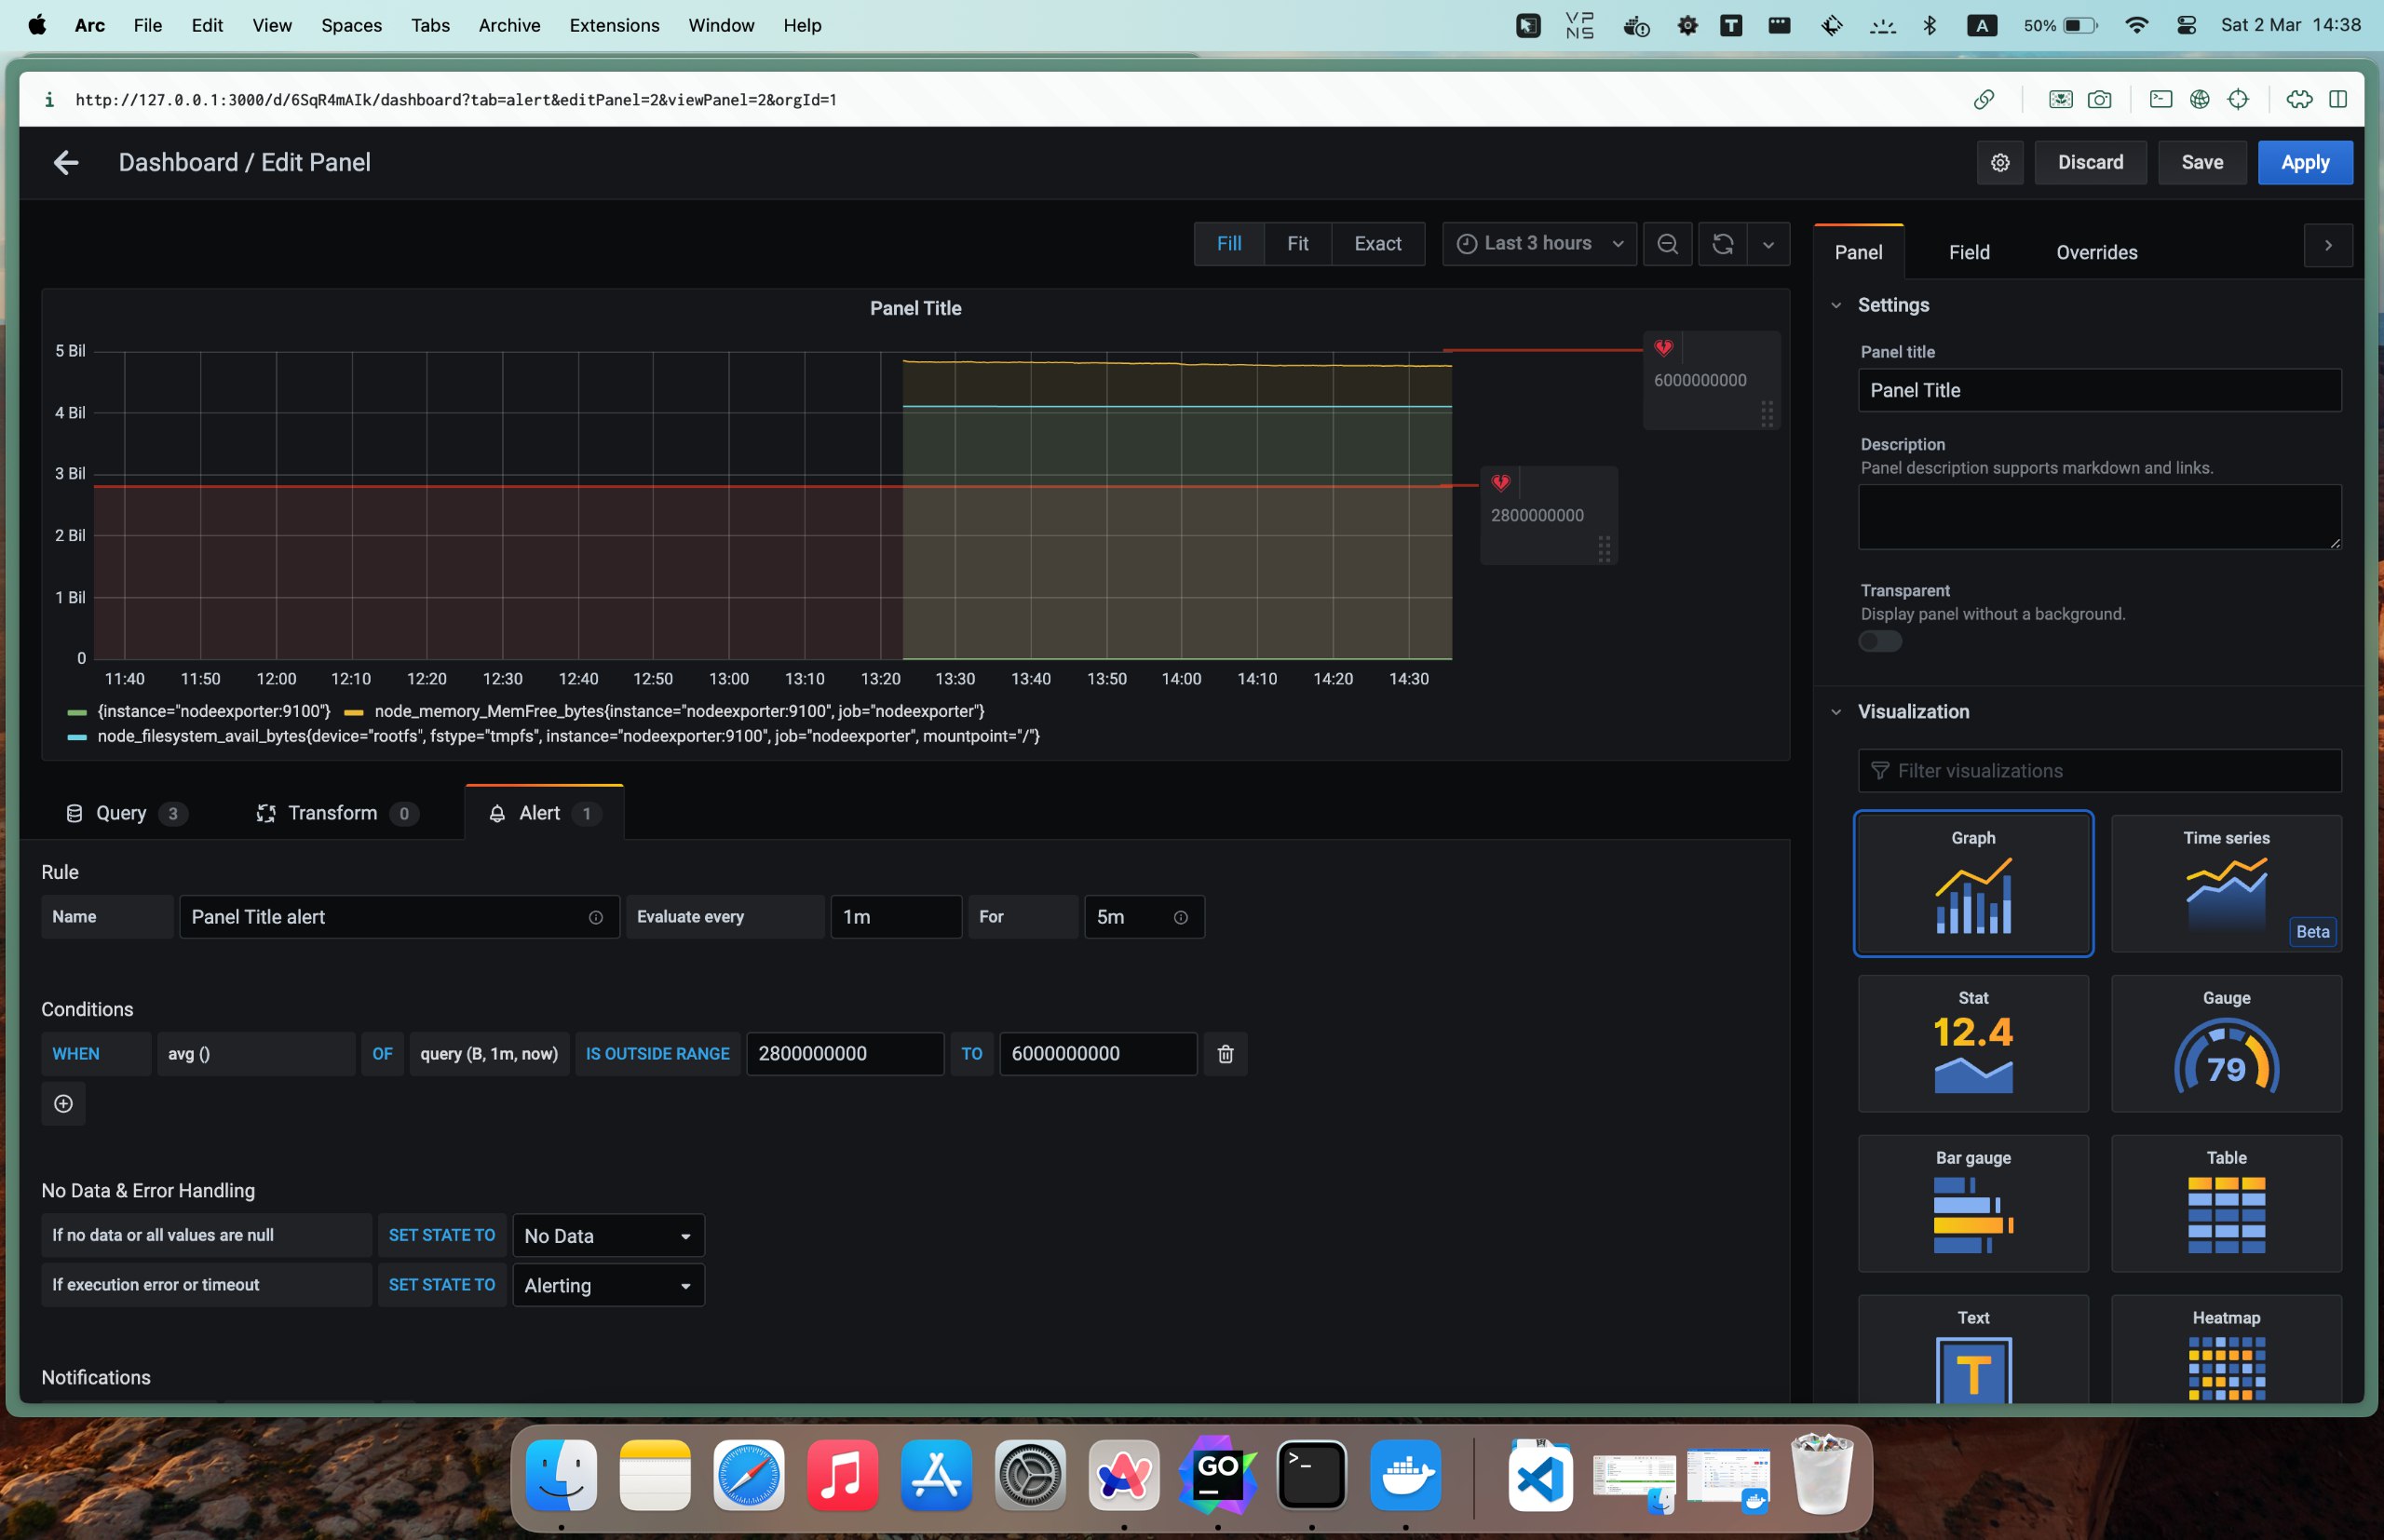 Arc File Edit View Spaces Tabs Archive Extensions Window Help VPNS T A 50% Sat 2 Mar 14:38
i http://127.0.0.1:3000/d/6SqR4mAIk/dashboard?tab=alert&editPanel=2&viewPanel=2&orgId=1
Dashboard / Edit Panel Discard Save Apply
Fill Fit Exact Last 3 hours
Panel Field Overrides
Panel Title
5 Bil
4 Bil
3 Bil
2 Bil
1 Bil
0
6000000000
2800000000
11:40 11:50 12:00 12:10 12:20 12:30 12:40 12:50 13:00 13:10 13:20 13:30 13:40 13:50 14:00 14:10 14:20 14:30
{instance="nodeexporter:9100"} node_memory_MemFree_bytes{instance="nodeexporter:9100", job="nodeexporter"}
node_filesystem_avail_bytes{device="rootfs", fstype="tmpfs", instance="nodeexporter:9100", job="nodeexporter", mountpoint="/"}
Query 3 Transform 0 Alert 1
Rule
Name Panel Title alert Evaluate every 1m For 5m
Conditions
WHEN avg () OF query (B, 1m, now) IS OUTSIDE RANGE 2800000000 TO 6000000000
No Data & Error Handling
If no data or all values are null SET STATE TO No Data
If execution error or timeout SET STATE TO Alerting
Notifications
Settings
Panel title
Panel Title
Description
Panel description supports markdown and links.
Transparent
Display panel without a background.
Visualization
Filter visualizations
Graph Time series
Beta
Stat Gauge
12.4 79
Bar gauge Table
Text Heatmap
T
GO
>_